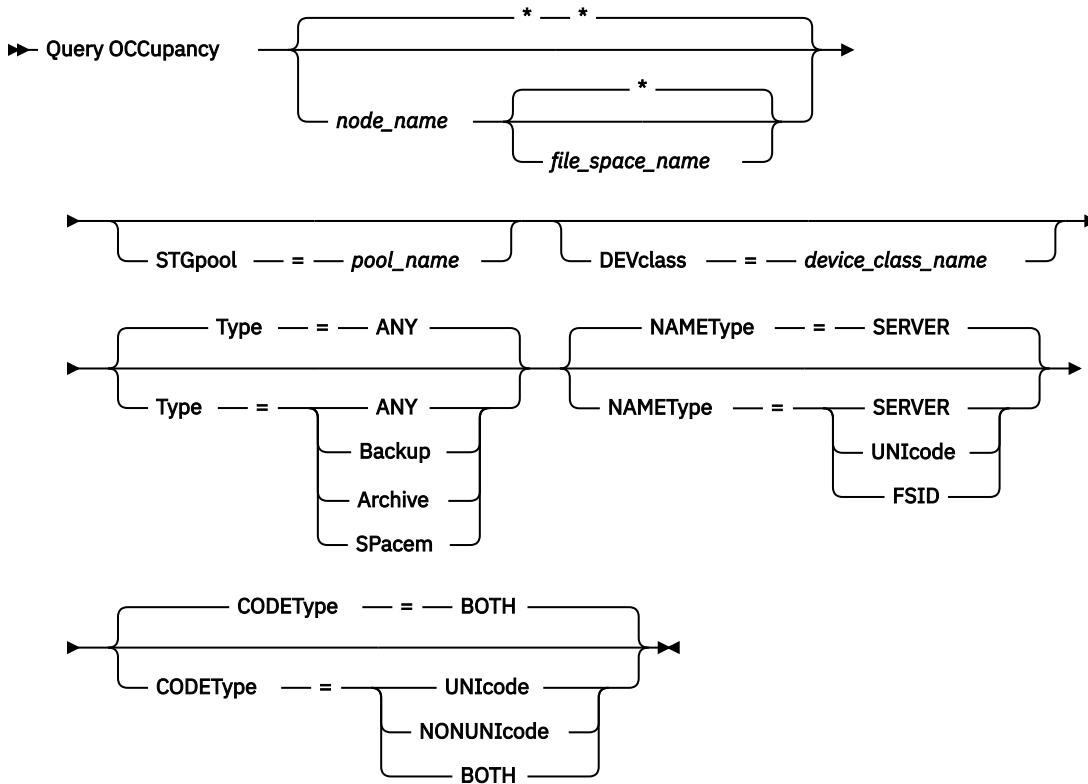 * *
Query OCCupancy
node_name
*
file_space_name
STGpool = pool_name
DEVclass = device_class_name
Type = ANY
Type = ANY
Backup
Archive
SPacem
NAMEType = SERVER
NAMEType = SERVER
UNIcode
FSID
CODEType = BOTH
CODEType = UNIcode
NONUNIcode
BOTH